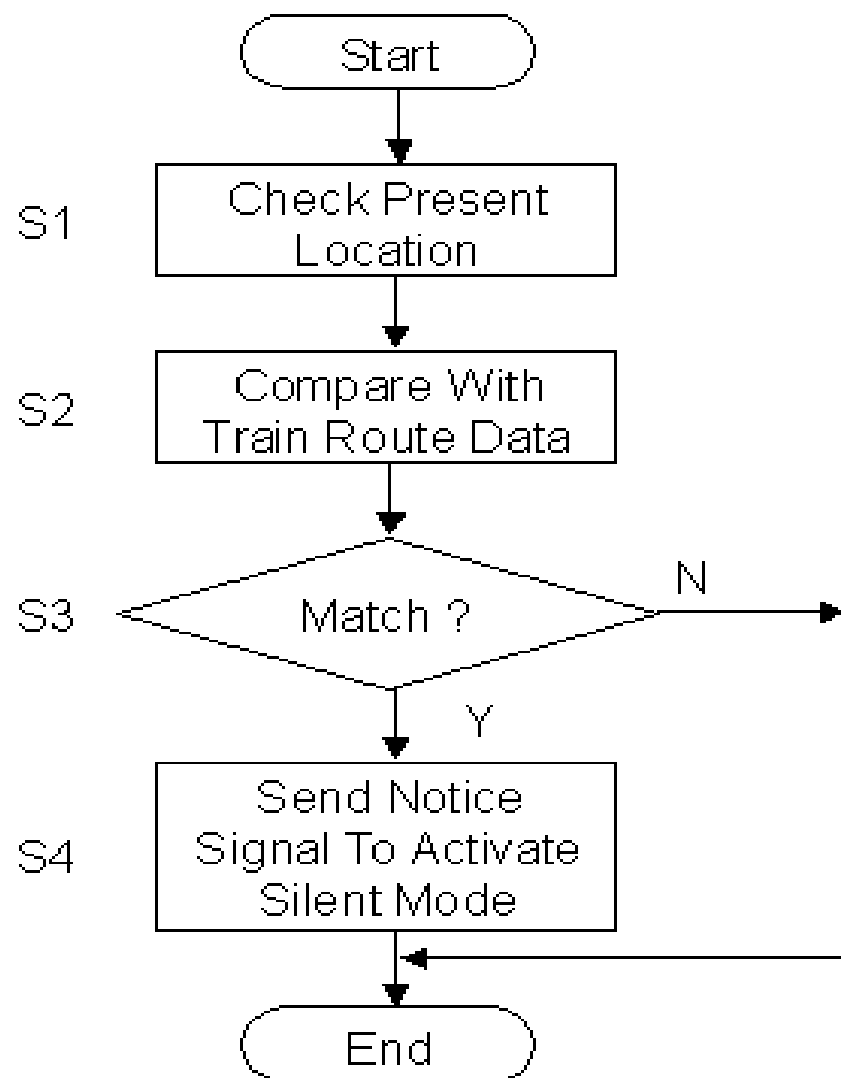 Start
S1
Check Present
Location
S2
Compare With
Train Route Data
S3
Match ?
N
Y
S4
Send Notice
Signal To Activate
Silent Mode
End